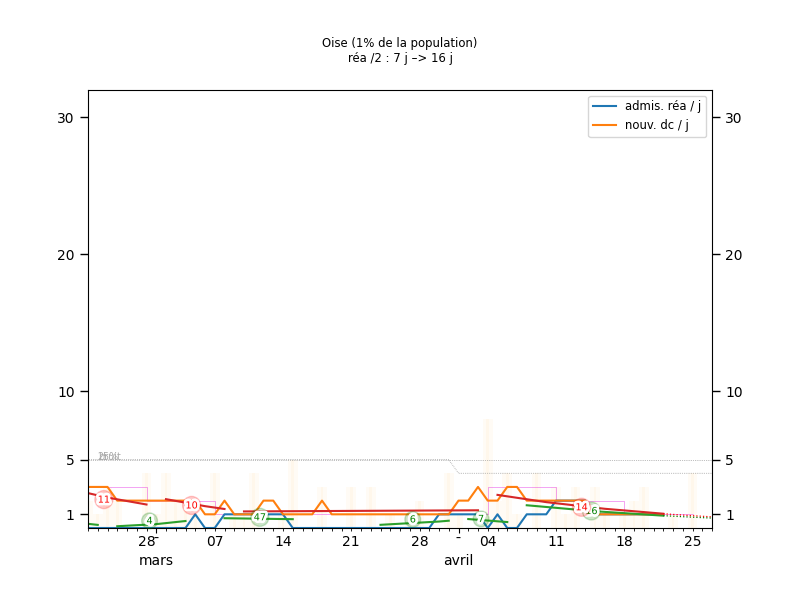 Oise (1% de la population)
réa /2 : 7 j –> 16 j
admis. réa / j
nouv. dc / j
30 30
20 20
10 10
5 5
1 1
11 4 10 47 6 7 14
28 07 14 21 28 04 11 18 25
mars avril